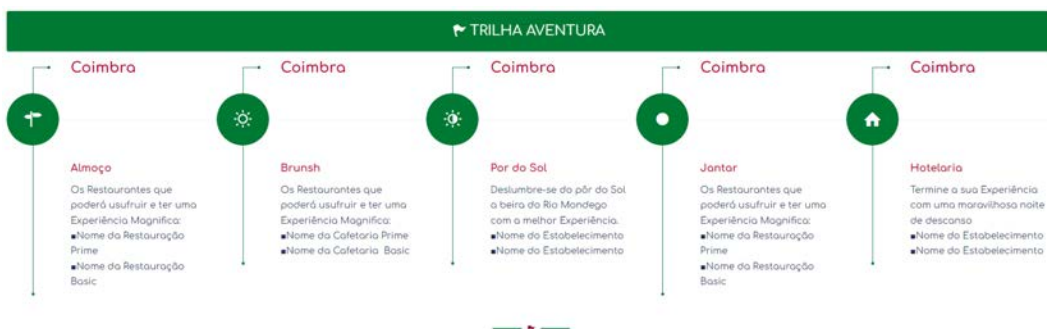 TRILHA AVENTURA
Coimbra
Almoço
Os Restaurantes que
poderá usufruir e ter uma
Experiência Magnifica:
▪Nome da Restauração
Prime
▪Nome da Restauração
Basic
Coimbra
Brunsh
Os Restaurantes que
poderá usufruir e ter uma
Experiência Magnifica:
▪Nome da Cafetaria Prime
▪Nome da Cafetaria Basic
Coimbra
Por do Sol
Deslumbre-se do pôr do Sol
a beira do Rio Mondego
com a melhor Experiência.
▪Nome do Estabelecimento
▪Nome do Estabelecimento
Coimbra
Jantar
Os Restaurantes que
poderá usufruir e ter uma
Experiência Magnifica:
▪Nome da Restauração
Prime
▪Nome da Restauração
Basic
Coimbra
Hotelaria
Termine a sua Experiência
com uma maravilhosa noite
de descanso
▪Nome do Estabelecimento
▪Nome do Estabelecimento